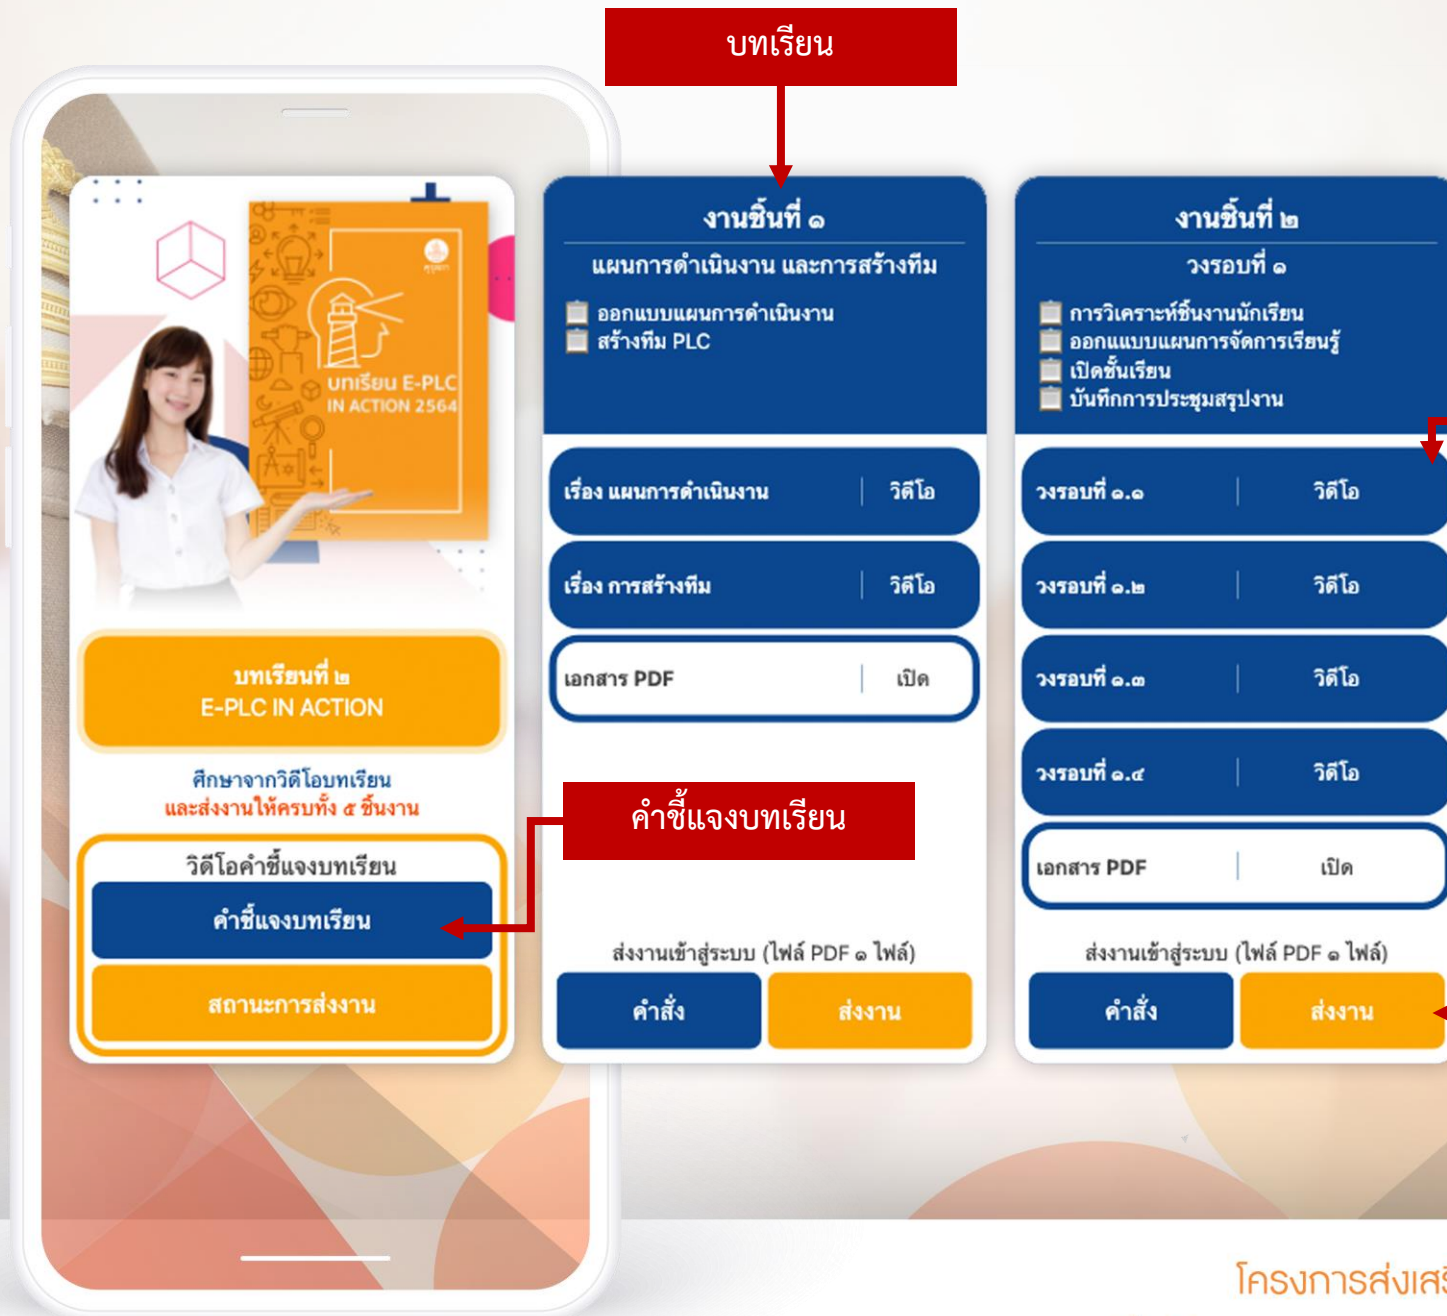 บทเรียน
คุรุสภา
บทเรียน E-PLC
IN ACTION 2564
บทเรียนที่ ๒
E-PLC IN ACTION
ศึกษาจากวิดีโอบทเรียน
และส่งงานให้ครบทั้ง ๕ ชิ้นงาน
วิดีโอคำชี้แจงบทเรียน
คำชี้แจงบทเรียน
สถานะการส่งงาน
งานชิ้นที่ ๑
แผนการดำเนินงาน และการสร้างทีม
ออกแบบแผนการดำเนินงาน
สร้างทีม PLC
เรื่อง แผนการดำเนินงาน วิดีโอ
เรื่อง การสร้างทีม วิดีโอ
เอกสาร PDF เปิด
คำชี้แจงบทเรียน
ส่งงานเข้าสู่ระบบ (ไฟล์ PDF ๑ ไฟล์)
คำสั่ง ส่งงาน
งานชิ้นที่ ๒
วงรอบที่ ๑
การวิเคราะห์ชิ้นงานนักเรียน
ออกแแบบแผนการจัดการเรียนรู้
เปิดชั้นเรียน
บันทึกการประชุมสรุปงาน
วงรอบที่ ๑.๑ วิดีโอ
วงรอบที่ ๑.๒ วิดีโอ
วงรอบที่ ๑.๓ วิดีโอ
วงรอบที่ ๑.๔ วิดีโอ
เอกสาร PDF เปิด
ส่งงานเข้าสู่ระบบ (ไฟล์ PDF ๑ ไฟล์)
คำสั่ง ส่งงาน
โครงการส่งเสริ